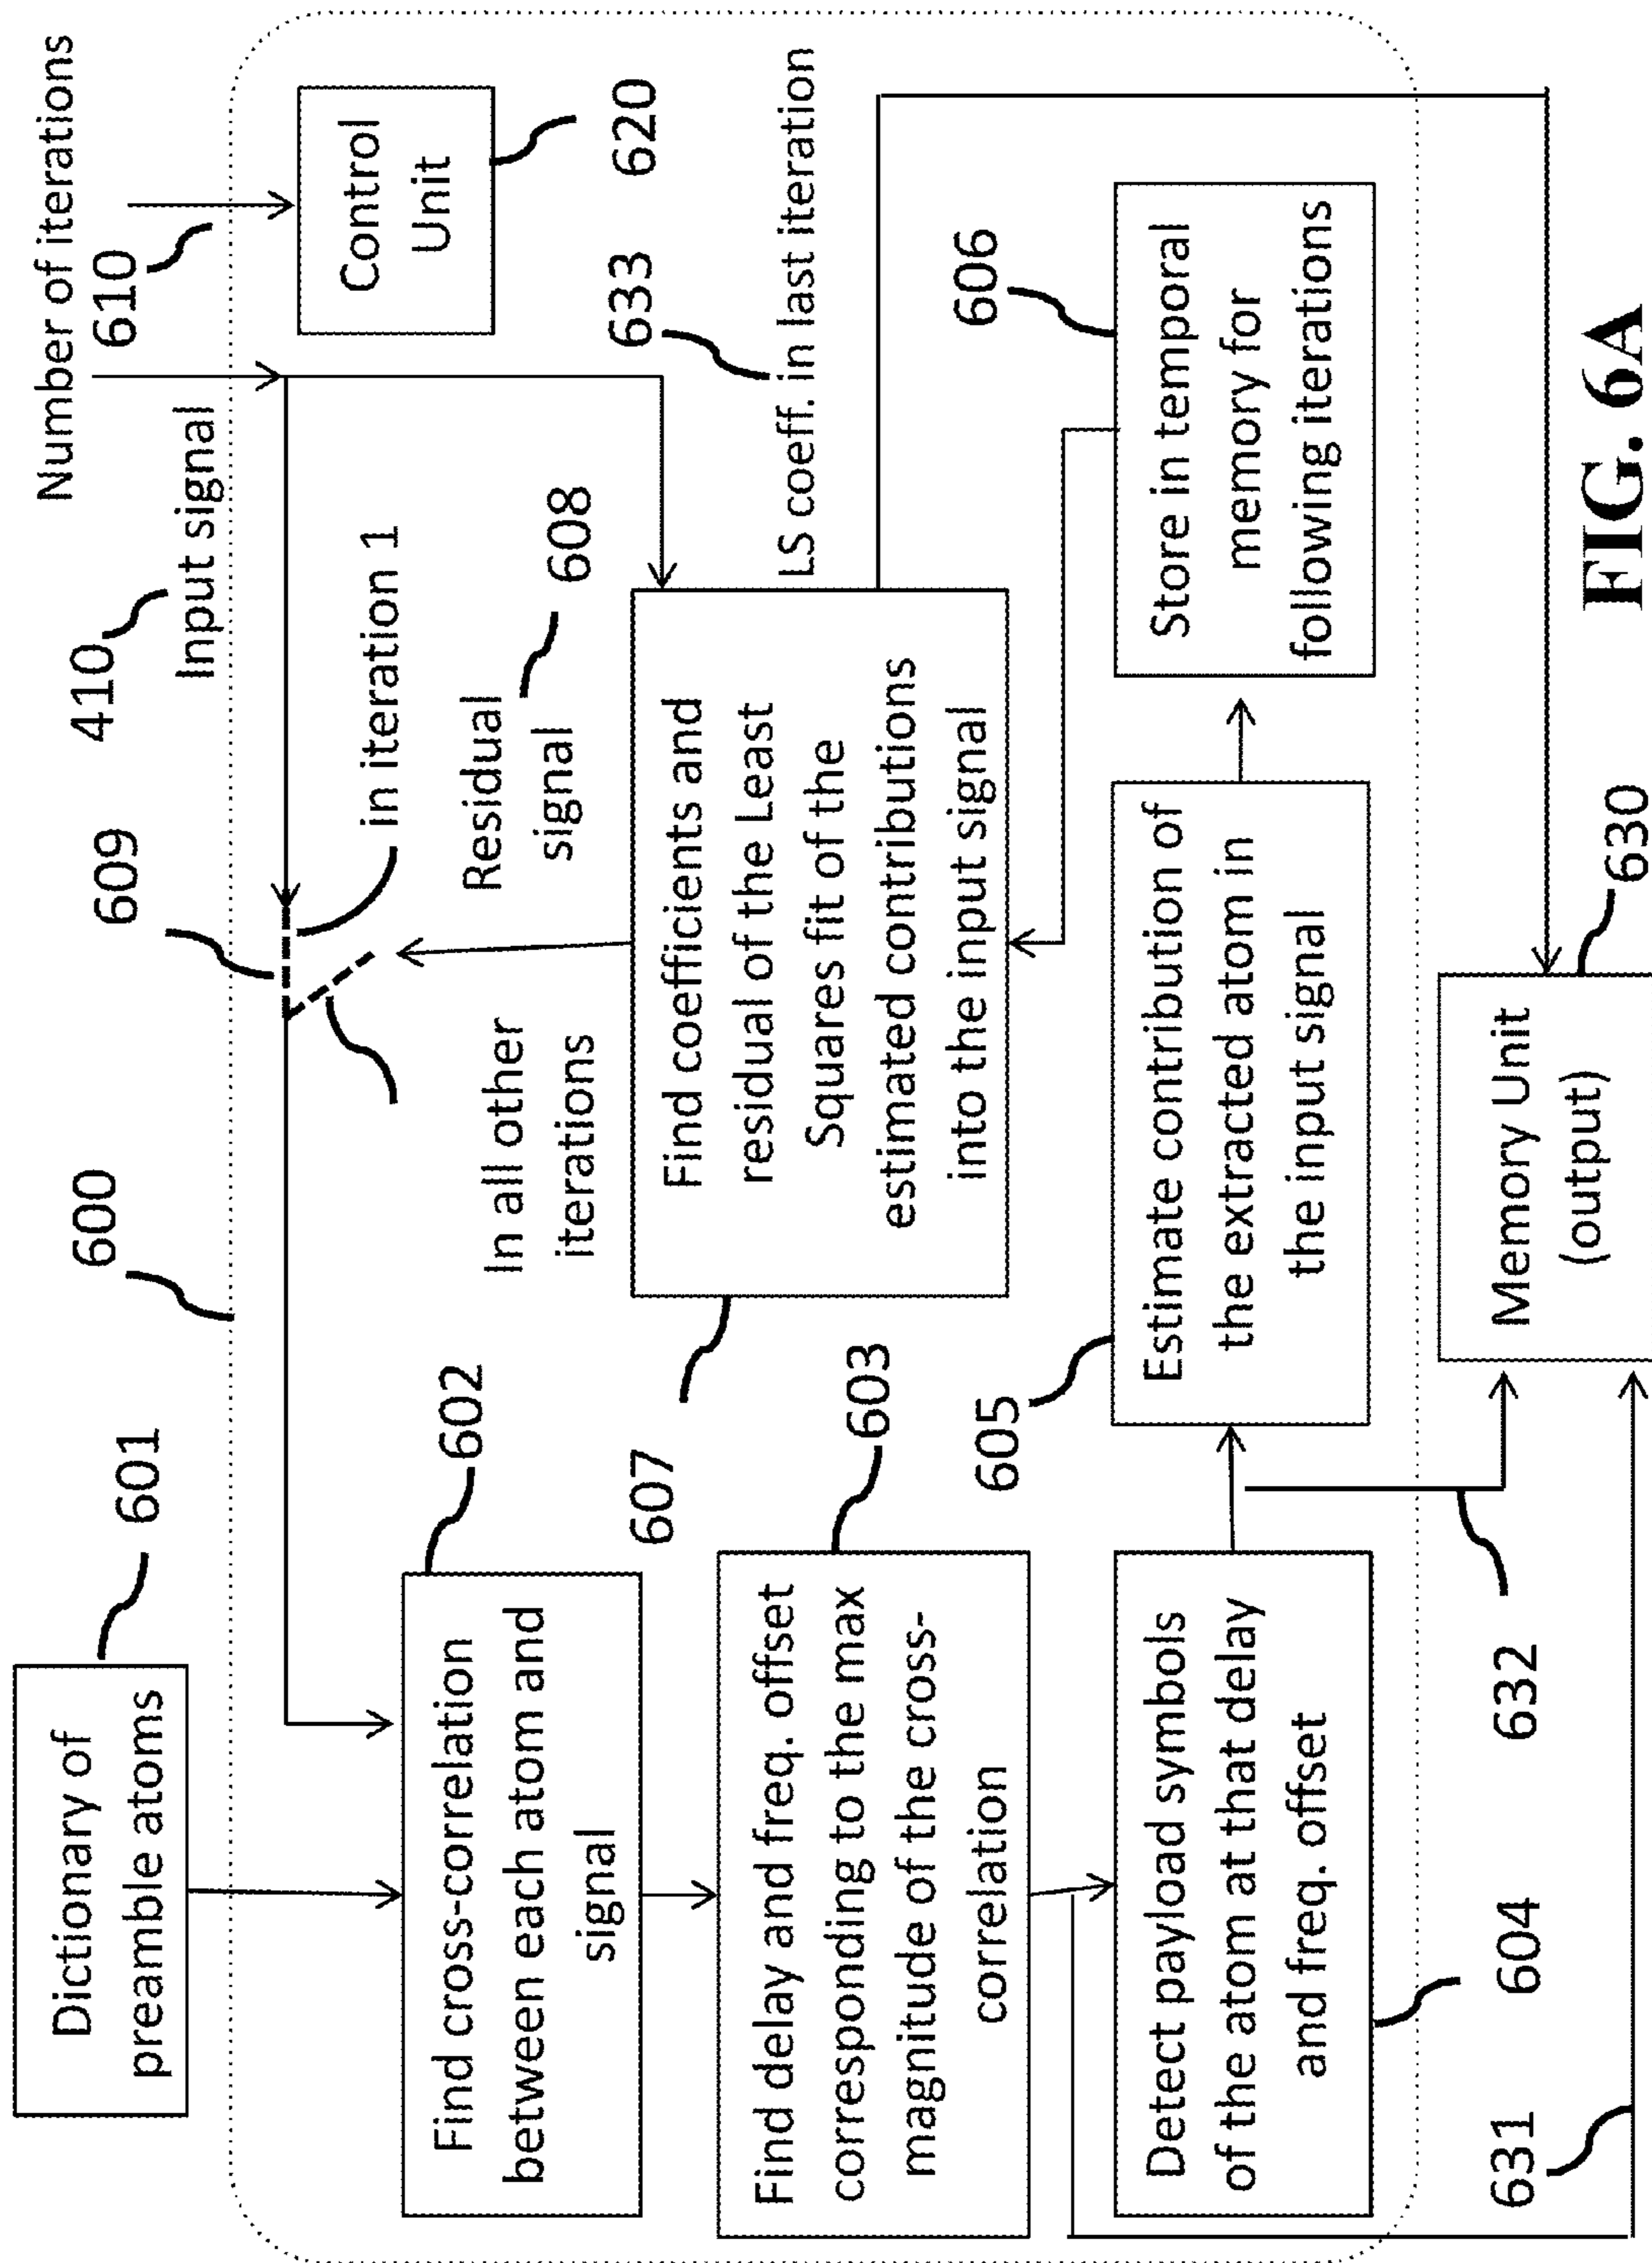 Number of iterations
610
Control
Unit
620
410
Input signal
609
in iteration 1
600
Dictionary of
preamble atoms
601
Find cross-correlation
between each atom and
signal
602
In all other
iterations
Residual
signal
608
633
LS coeff. in last iteration
Find coefficients and
residual of the Least
Squares fit of the
estimated contributions
into the input signal
607
Find delay and freq. offset
corresponding to the max
magnitude of the cross-
correlation
603
Detect payload symbols
of the atom at that delay
and freq. offset
604
605
Estimate contribution of
the extracted atom in
the input signal
606
Store in temporal
memory for
following iterations
631
632
Memory Unit
(output)
630
FIG. 6A